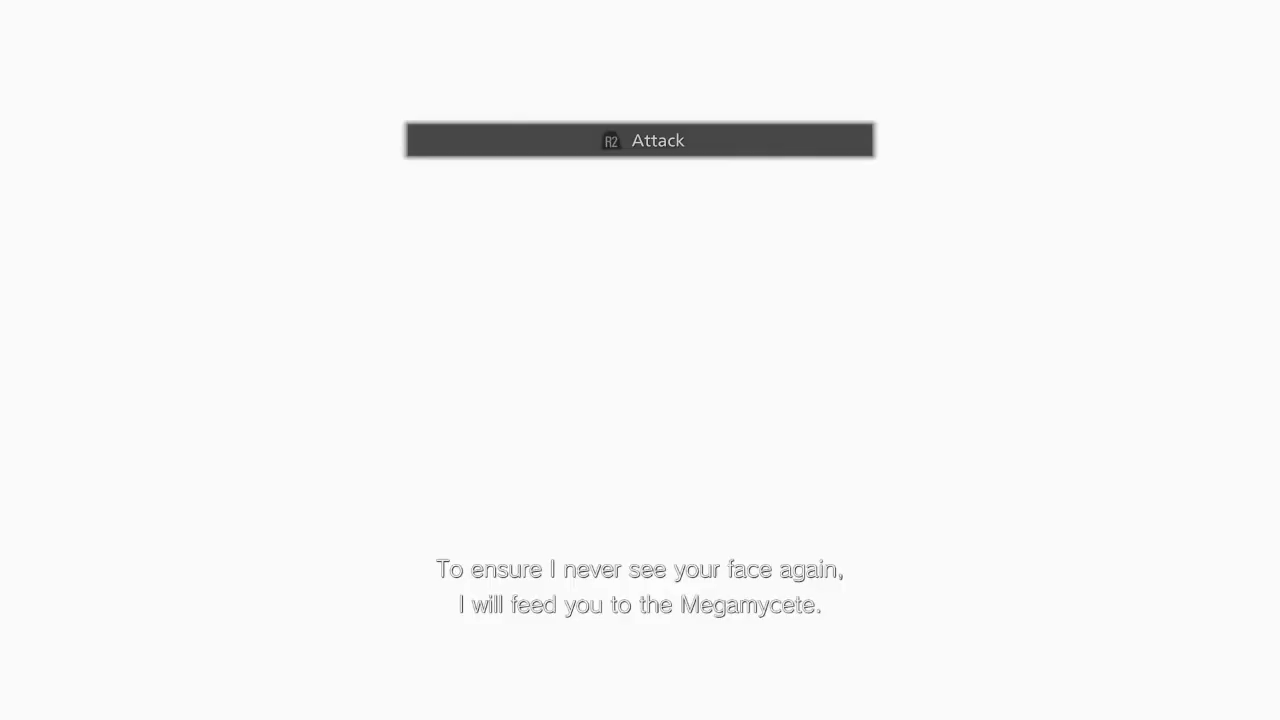 R2 Attack
To ensure I never see your face again,
I will feed you to the Megamycete.